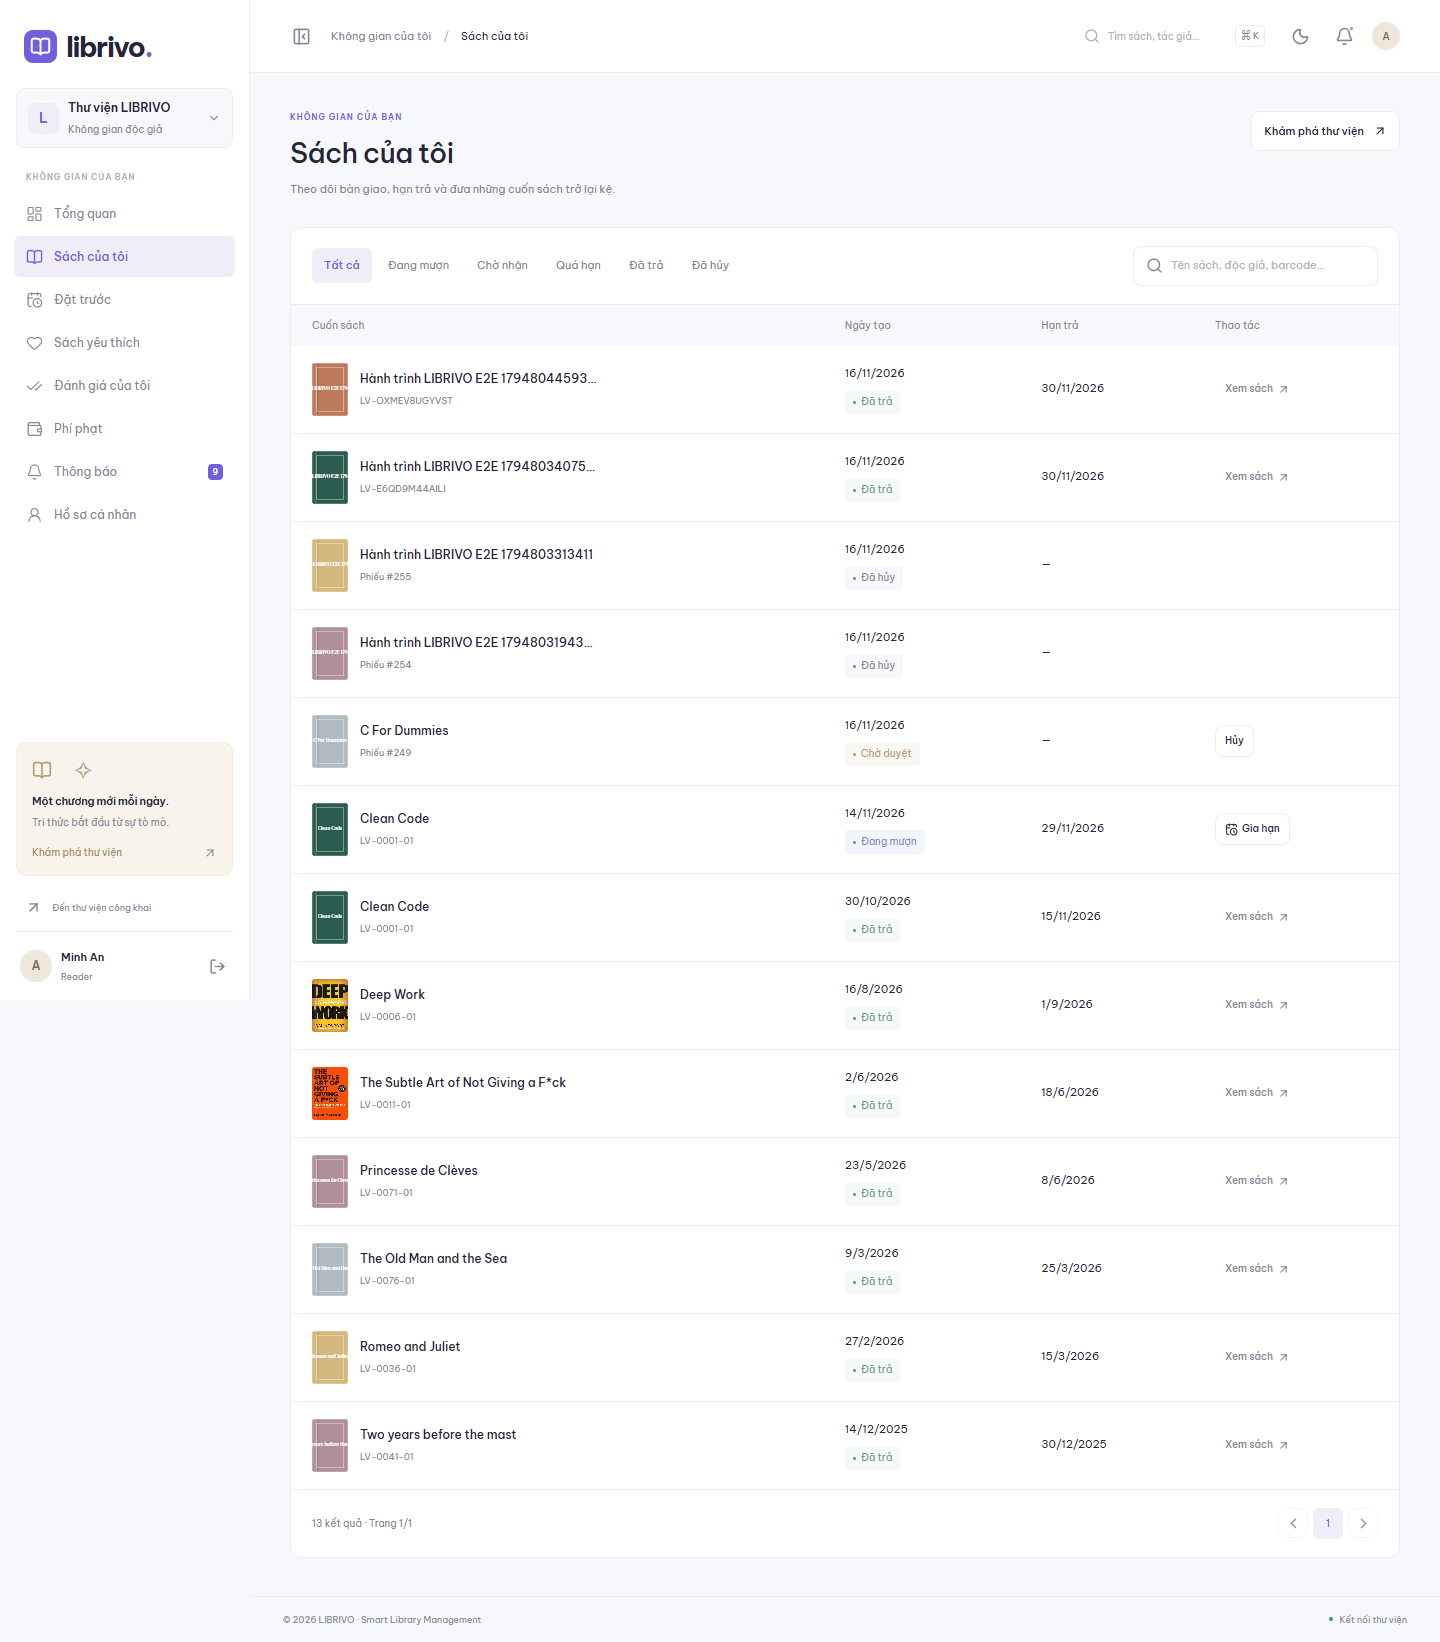 librivo.
L
Thư viện LIBRIVO
Không gian độc giả
KHÔNG GIAN CỦA BẠN
Tổng quan
Sách của tôi
Đặt trước
Sách yêu thích
Đánh giá của tôi
Phí phạt
Thông báo 9
Hồ sơ cá nhân
Một chương mới mỗi ngày.
Tri thức bắt đầu từ sự tò mò.
Khám phá thư viện
Đến thư viện công khai
A
Minh An
Reader
Không gian của tôi / Sách của tôi
Tìm sách, tác giả...
⌘ K
A
KHÔNG GIAN CỦA BẠN
Sách của tôi
Theo dõi bàn giao, hạn trả và đưa những cuốn sách trở lại kệ.
Khám phá thư viện
Tất cả Đang mượn Chờ nhận Quá hạn Đã trả Đã hủy
Tên sách, độc giả, barcode...
Cuốn sách Ngày tạo Hạn trả Thao tác
Hành trình LIBRIVO E2E 17948044593...
LV-OXMEV8UGYVST
16/11/2026
Đã trả
30/11/2026
Xem sách
Hành trình LIBRIVO E2E 17948034075...
LV-E6QD9M44AILI
16/11/2026
Đã trả
30/11/2026
Xem sách
Hành trình LIBRIVO E2E 1794803313411
Phiếu #255
16/11/2026
Đã hủy
—
Hành trình LIBRIVO E2E 17948031943...
Phiếu #254
16/11/2026
Đã hủy
—
C For Dummies
C For Dummies
Phiếu #249
16/11/2026
Chờ duyệt
—
Hủy
Clean Code
Clean Code
LV-0001-01
14/11/2026
Đang mượn
29/11/2026
Gia hạn
Clean Code
Clean Code
LV-0001-01
30/10/2026
Đã trả
15/11/2026
Xem sách
DEEP
WORK
Deep Work
LV-0006-01
16/8/2026
Đã trả
1/9/2026
Xem sách
THE
SUBTLE
ART OF
NOT
GIVING
A F*CK
The Subtle Art of Not Giving a F*ck
LV-0011-01
2/6/2026
Đã trả
18/6/2026
Xem sách
Princesse de Clèves
LV-0071-01
23/5/2026
Đã trả
8/6/2026
Xem sách
The Old Man and the Sea
LV-0076-01
9/3/2026
Đã trả
25/3/2026
Xem sách
Romeo and Juliet
LV-0036-01
27/2/2026
Đã trả
15/3/2026
Xem sách
Two years before the mast
LV-0041-01
14/12/2025
Đã trả
30/12/2025
Xem sách
13 kết quả · Trang 1/1
1
© 2026 LIBRIVO · Smart Library Management
Kết nối thư viện